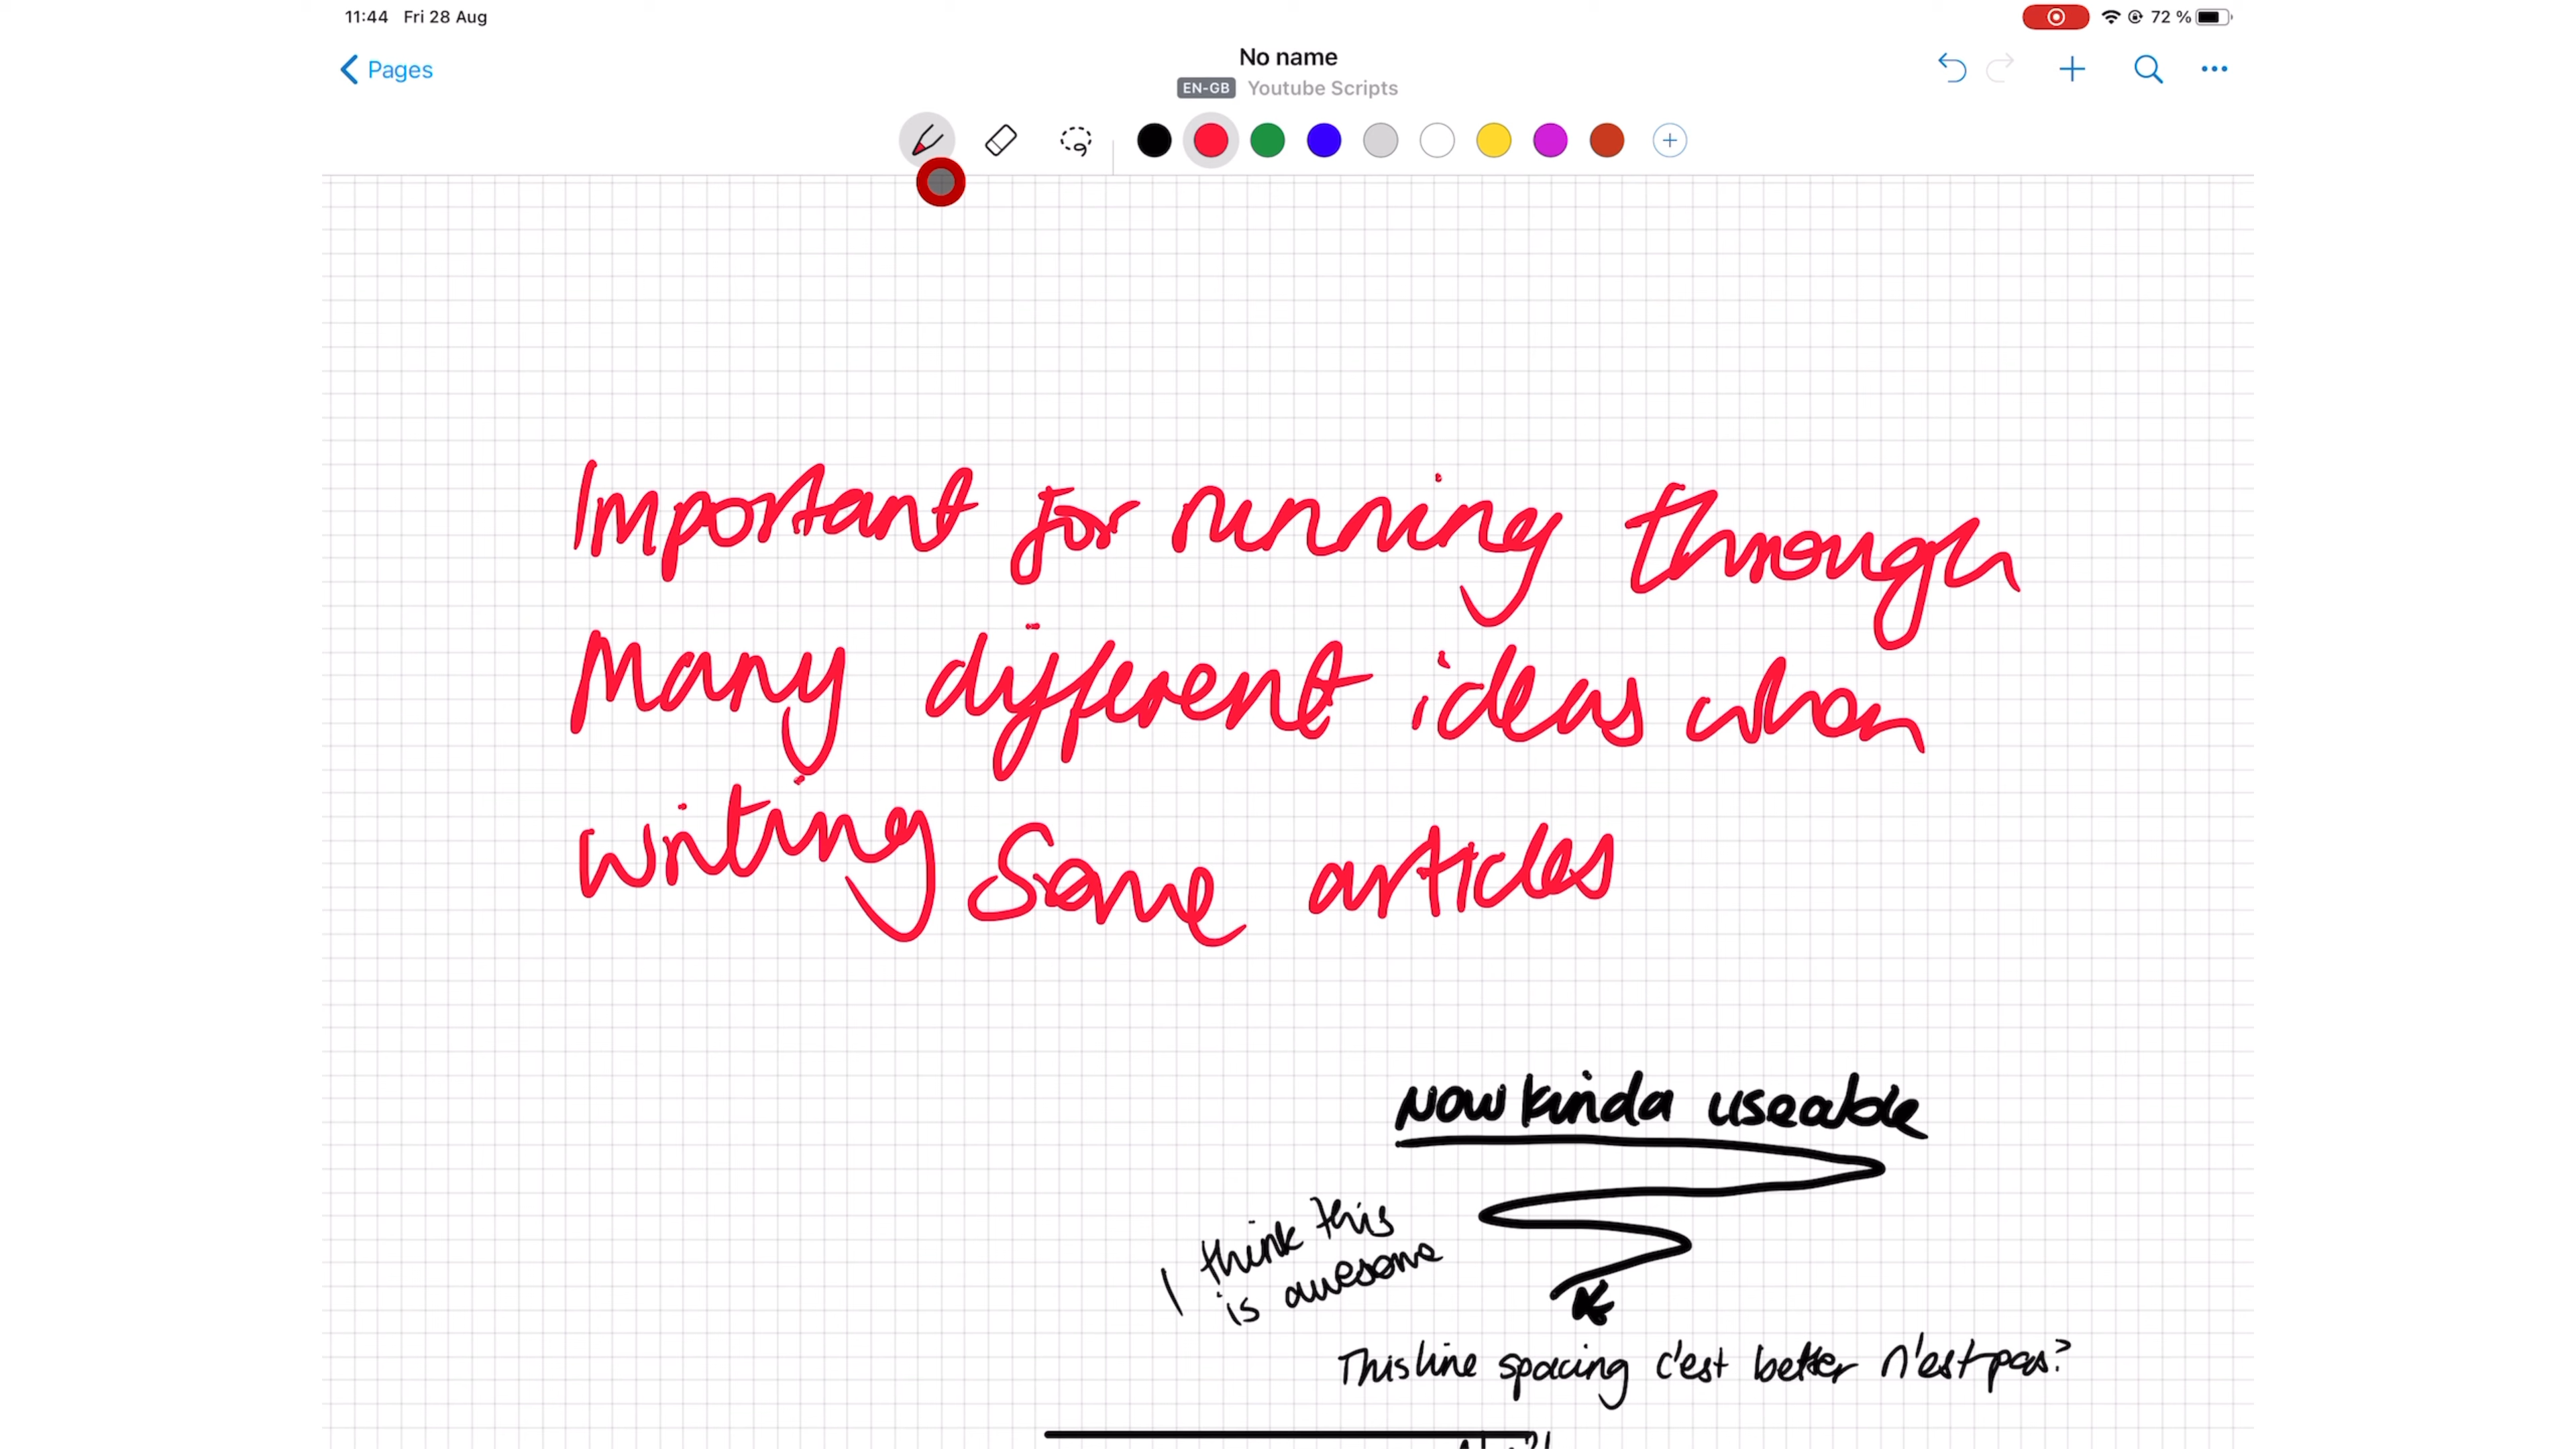 11:44 Fri 28 Aug
72 %
Pages
No name
EN-GB Youtube Scripts
Important for running through
Many different ideas when
writing some articles
Now kinda useable
I think this
is awesome
This line spacing c'est better n'est pas?